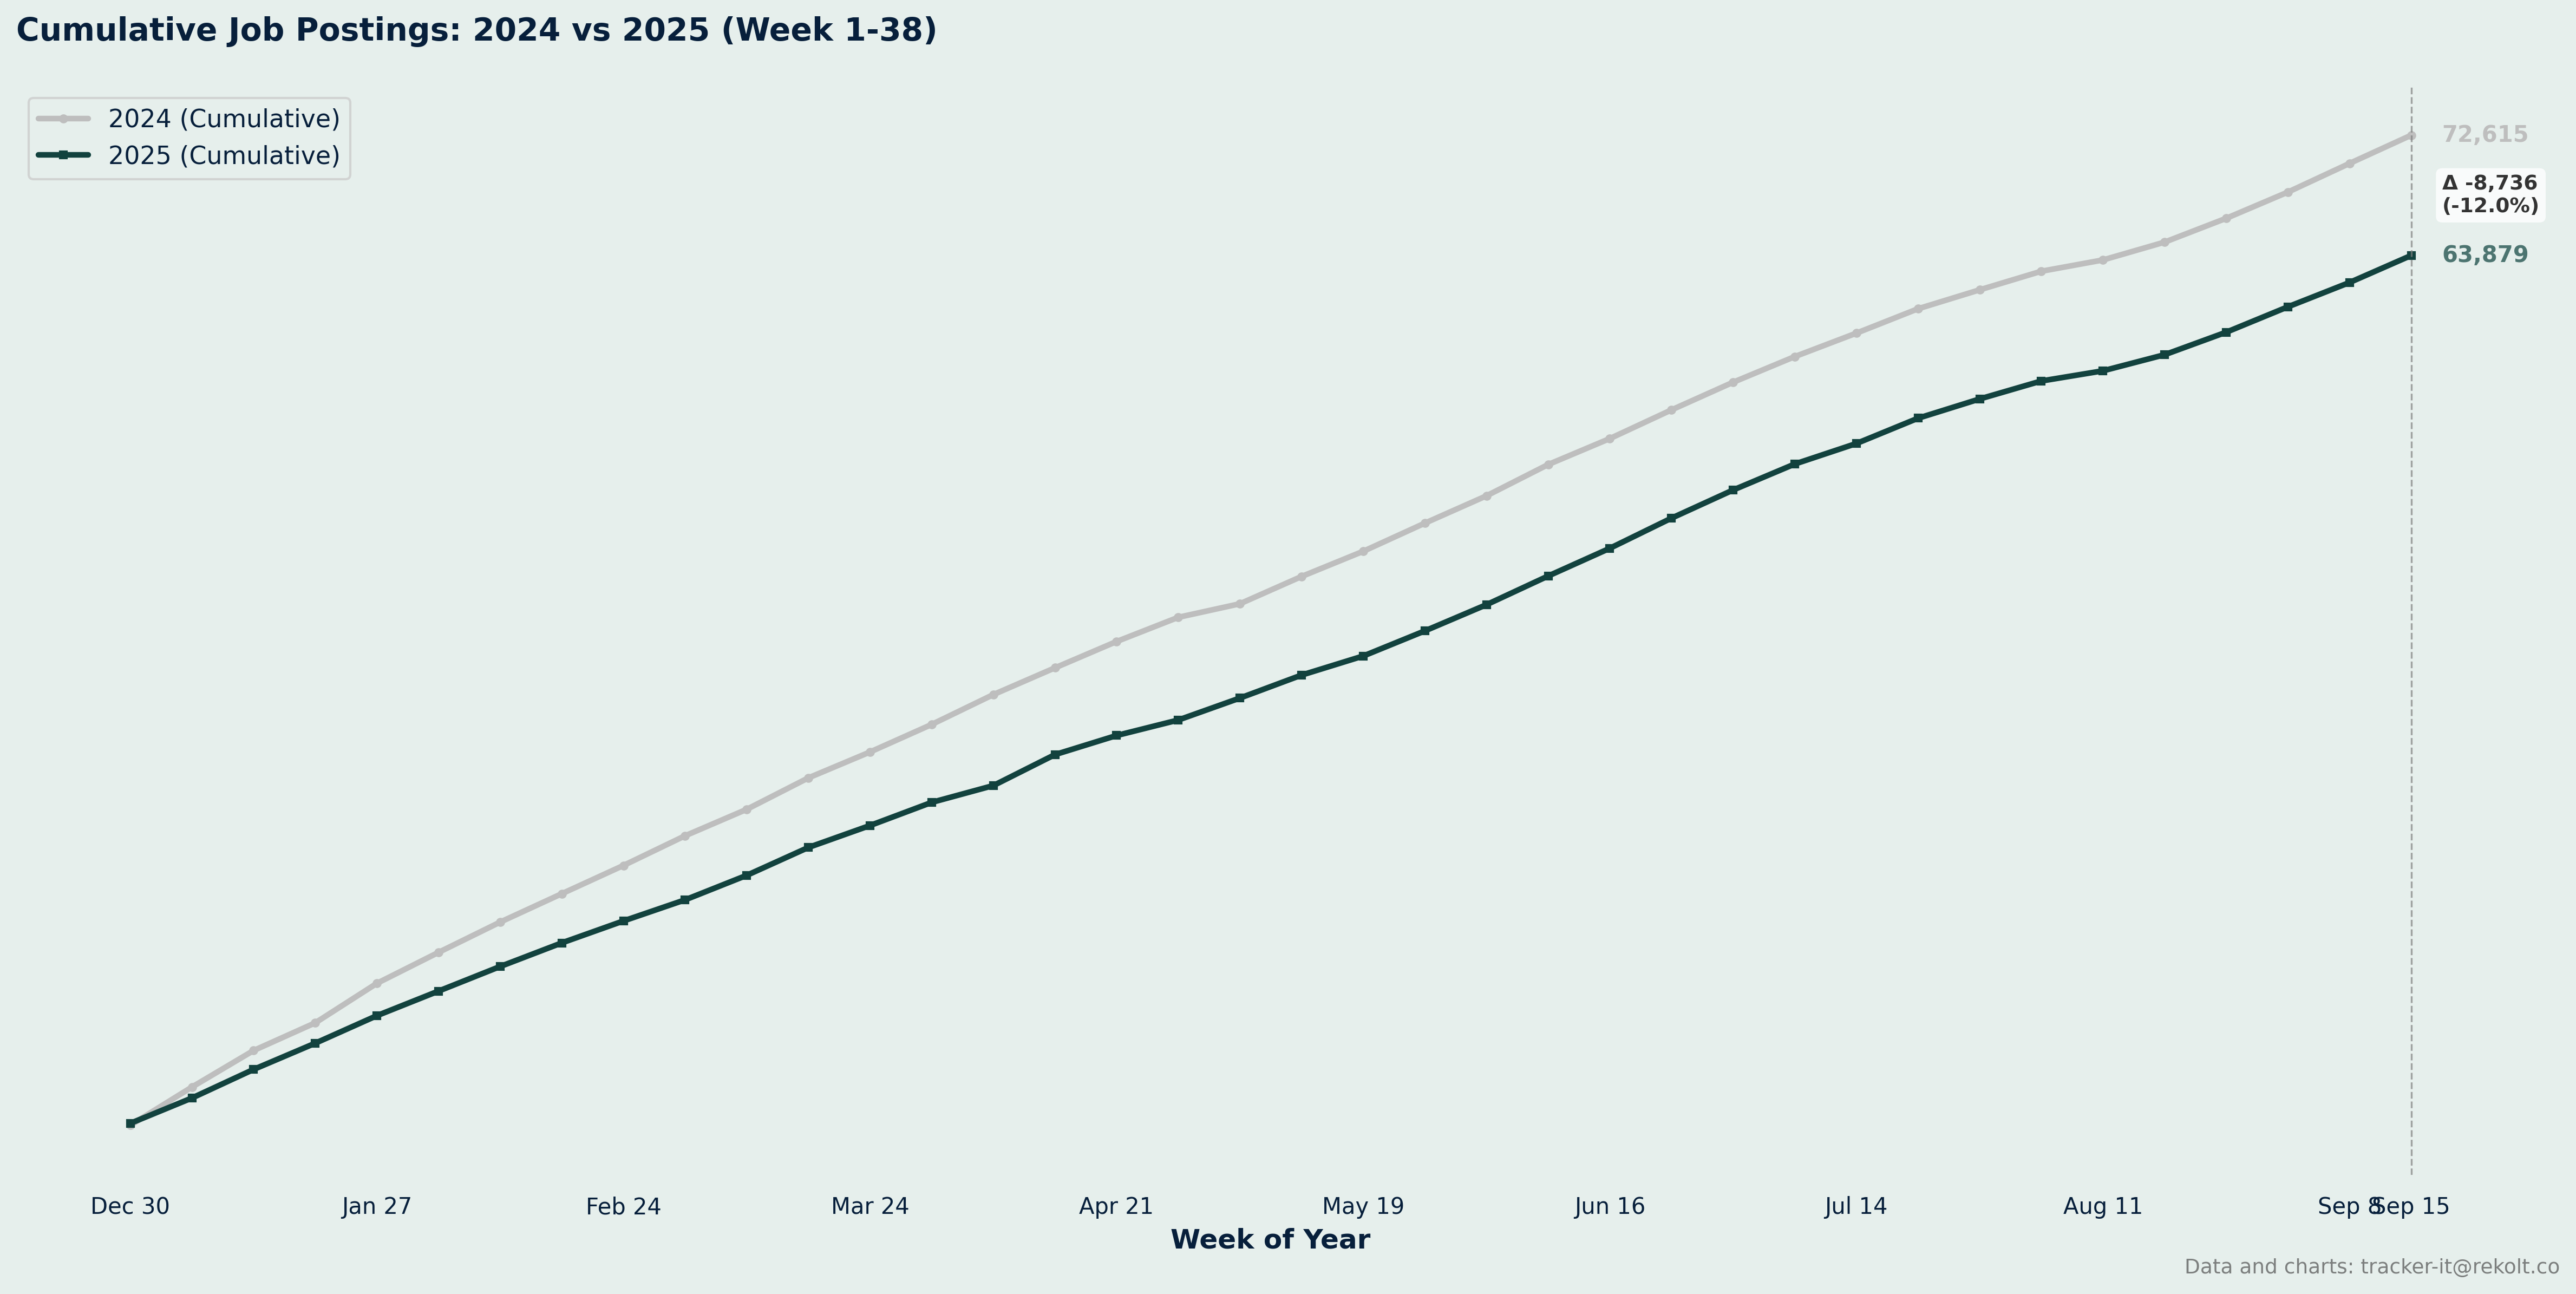 Cumulative Job Postings: 2024 vs 2025 (Week 1-38)
2024 (Cumulative)
2025 (Cumulative)
72,615
Δ -8,736
(-12.0%)
63,879
Dec 30 Jan 27 Feb 24 Mar 24 Apr 21 May 19 Jun 16 Jul 14 Aug 11 Sep 8 Sep 15
Week of Year
Data and charts: tracker-it@rekolt.co